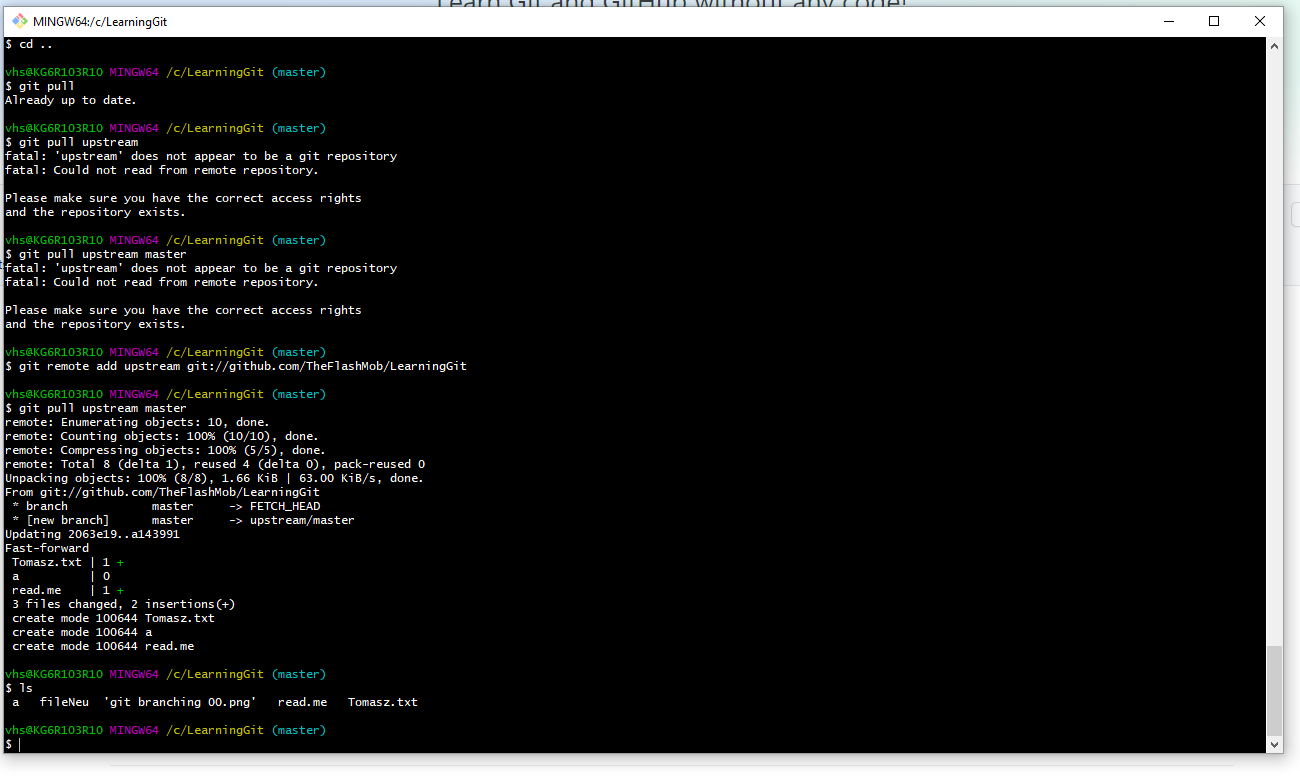 Learn Git and GitHub without any code!
MINGW64:/c/LearningGit
$ cd ..
vhs@KG6R103R10 MINGW64 /c/LearningGit (master)
$ git pull
Already up to date.
vhs@KG6R103R10 MINGW64 /c/LearningGit (master)
$ git pull upstream
fatal: 'upstream' does not appear to be a git repository
fatal: Could not read from remote repository.
Please make sure you have the correct access rights
and the repository exists.
vhs@KG6R103R10 MINGW64 /c/LearningGit (master)
$ git pull upstream master
fatal: 'upstream' does not appear to be a git repository
fatal: Could not read from remote repository.
Please make sure you have the correct access rights
and the repository exists.
vhs@KG6R103R10 MINGW64 /c/LearningGit (master)
$ git remote add upstream git://github.com/TheFlashMob/LearningGit
vhs@KG6R103R10 MINGW64 /c/LearningGit (master)
$ git pull upstream master
remote: Enumerating objects: 10, done.
remote: Counting objects: 100% (10/10), done.
remote: Compressing objects: 100% (5/5), done.
remote: Total 8 (delta 1), reused 4 (delta 0), pack-reused 0
Unpacking objects: 100% (8/8), 1.66 KiB | 63.00 KiB/s, done.
From git://github.com/TheFlashMob/LearningGit
 * branch            master     -> FETCH_HEAD
 * [new branch]      master     -> upstream/master
Updating 2063e19..a143991
Fast-forward
 Tomasz.txt | 1 +
 a          | 0
 read.me    | 1 +
 3 files changed, 2 insertions(+)
 create mode 100644 Tomasz.txt
 create mode 100644 a
 create mode 100644 read.me
vhs@KG6R103R10 MINGW64 /c/LearningGit (master)
$ ls
 a   fileNeu  'git branching 00.png'   read.me   Tomasz.txt
vhs@KG6R103R10 MINGW64 /c/LearningGit (master)
$